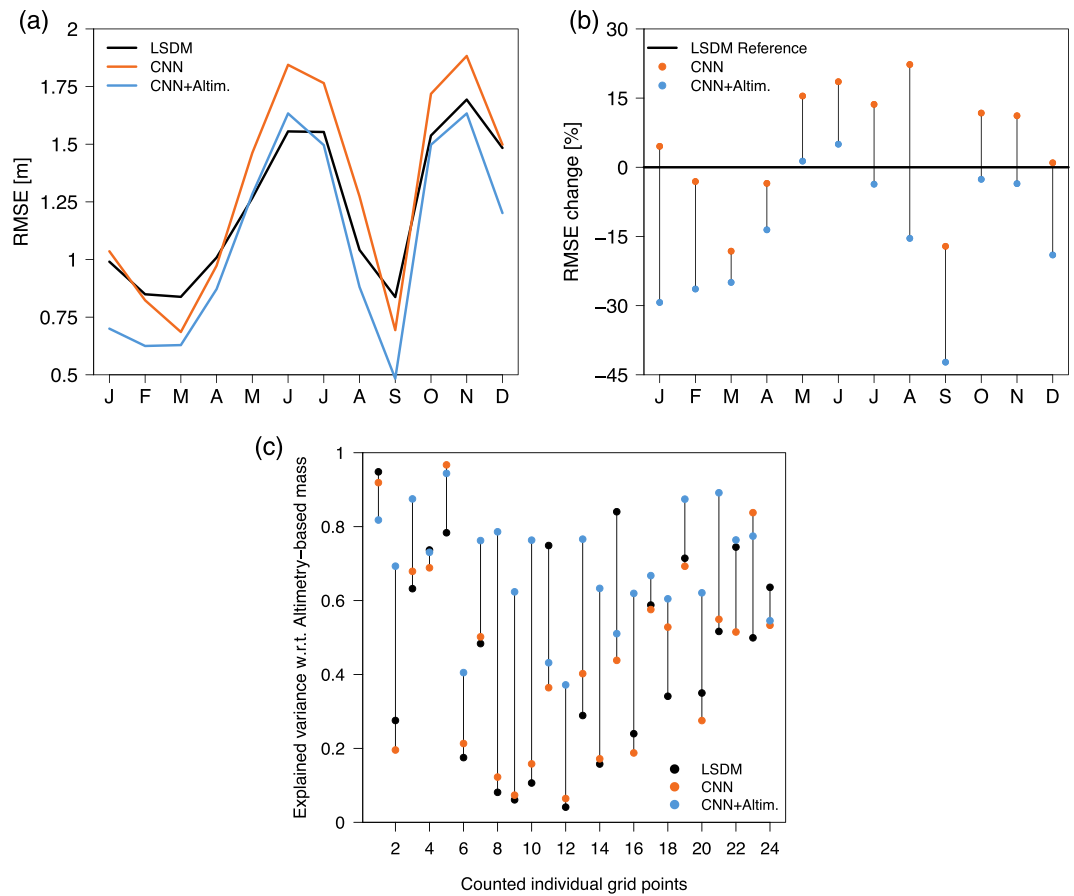 (a)
2
1.75
1.5
1.25
1
0.75
0.5
RMSE [m]
LSDM
CNN
CNN+Altim.
J F M A M J J A S O N D
(b)
30
15
0
−15
−30
−45
RMSE change [%]
LSDM Reference
CNN
CNN+Altim.
J F M A M J J A S O N D
(c)
1
0.8
0.6
0.4
0.2
0
Explained variance w.r.t. Altimetry−based mass
LSDM
CNN
CNN+Altim.
2 4 6 8 10 12 14 16 18 20 22 24
Counted individual grid points